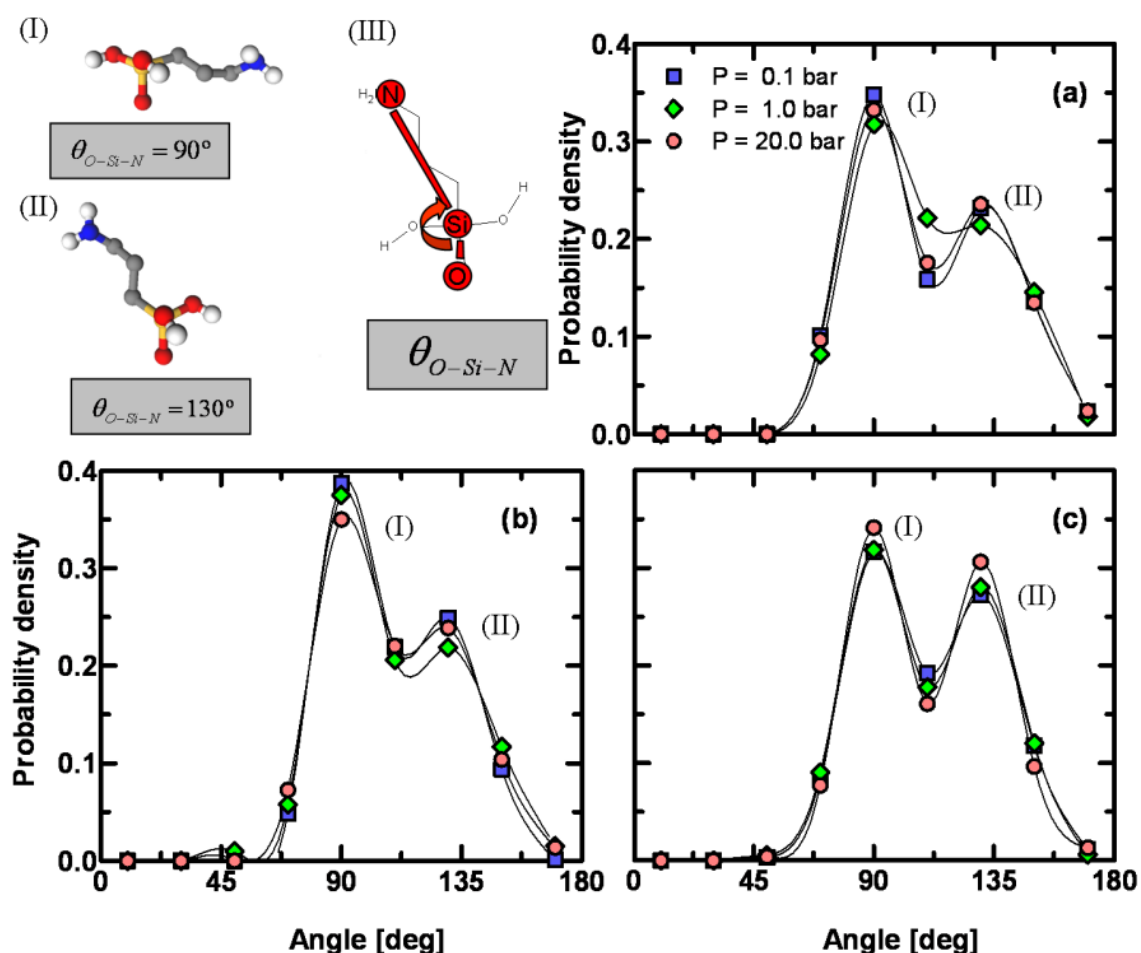 (I)
θO-Si-N = 90°
(II)
θO-Si-N = 130°
(III)
H2
N
H
Si
O
H
O
O
θO-Si-N
(a)
P = 0.1 bar
P = 1.0 bar
P = 20.0 bar
(I)
(II)
Probability density
0.4
0.3
0.2
0.1
0.0
(b)
(I)
(II)
Probability density
0.4
0.3
0.2
0.1
0.0
0 45 90 135 180
Angle [deg]
(c)
(I)
(II)
0 45 90 135 180
Angle [deg]